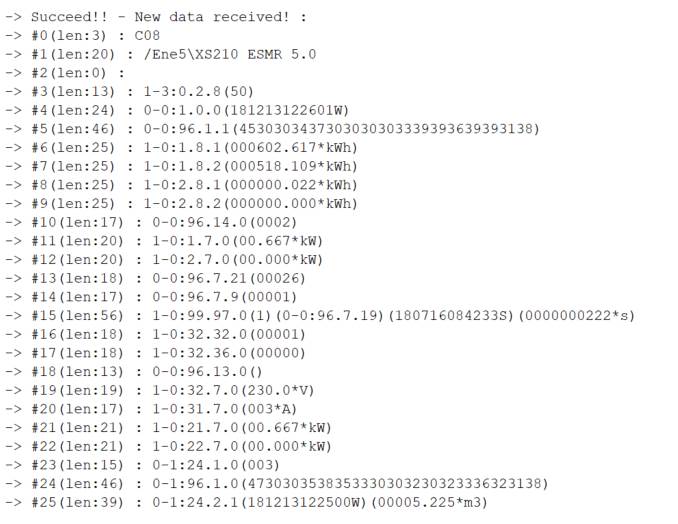 -> Succeed!! - New data received! :
-> #0(len:3) : C08
-> #1(len:20) : /Ene5\XS210 ESMR 5.0
-> #2(len:0) :
-> #3(len:13) : 1-3:0.2.8(50)
-> #4(len:24) : 0-0:1.0.0(181213122601W)
-> #5(len:46) : 0-0:96.1.1(4530303437303030303339393639393138)
-> #6(len:25) : 1-0:1.8.1(000602.617*kWh)
-> #7(len:25) : 1-0:1.8.2(000518.109*kWh)
-> #8(len:25) : 1-0:2.8.1(000000.022*kWh)
-> #9(len:25) : 1-0:2.8.2(000000.000*kWh)
-> #10(len:17) : 0-0:96.14.0(0002)
-> #11(len:20) : 1-0:1.7.0(00.667*kW)
-> #12(len:20) : 1-0:2.7.0(00.000*kW)
-> #13(len:18) : 0-0:96.7.21(00026)
-> #14(len:17) : 0-0:96.7.9(00001)
-> #15(len:56) : 1-0:99.97.0(1)(0-0:96.7.19)(180716084233S)(0000000222*s)
-> #16(len:18) : 1-0:32.32.0(00001)
-> #17(len:18) : 1-0:32.36.0(00000)
-> #18(len:13) : 0-0:96.13.0()
-> #19(len:19) : 1-0:32.7.0(230.0*V)
-> #20(len:17) : 1-0:31.7.0(003*A)
-> #21(len:21) : 1-0:21.7.0(00.667*kW)
-> #22(len:21) : 1-0:22.7.0(00.000*kW)
-> #23(len:15) : 0-1:24.1.0(003)
-> #24(len:46) : 0-1:96.1.0(4730303538353330303230323336323138)
-> #25(len:39) : 0-1:24.2.1(181213122500W)(00005.225*m3)